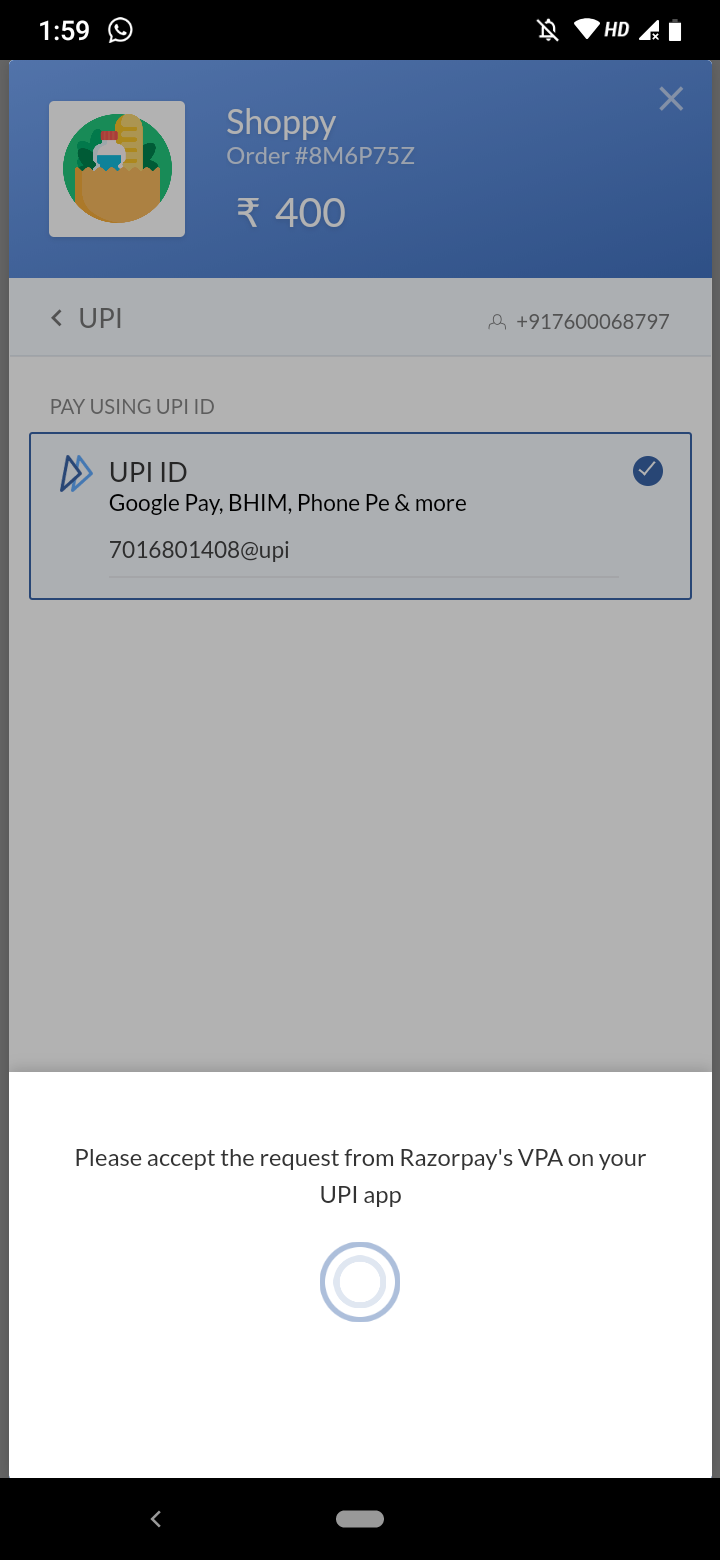 1:59
HD
Shoppy
Order #8M6P75Z
₹ 400
UPI
+917600068797
PAY USING UPI ID
UPI ID
Google Pay, BHIM, Phone Pe & more
7016801408@upi
Please accept the request from Razorpay's VPA on your
UPI app